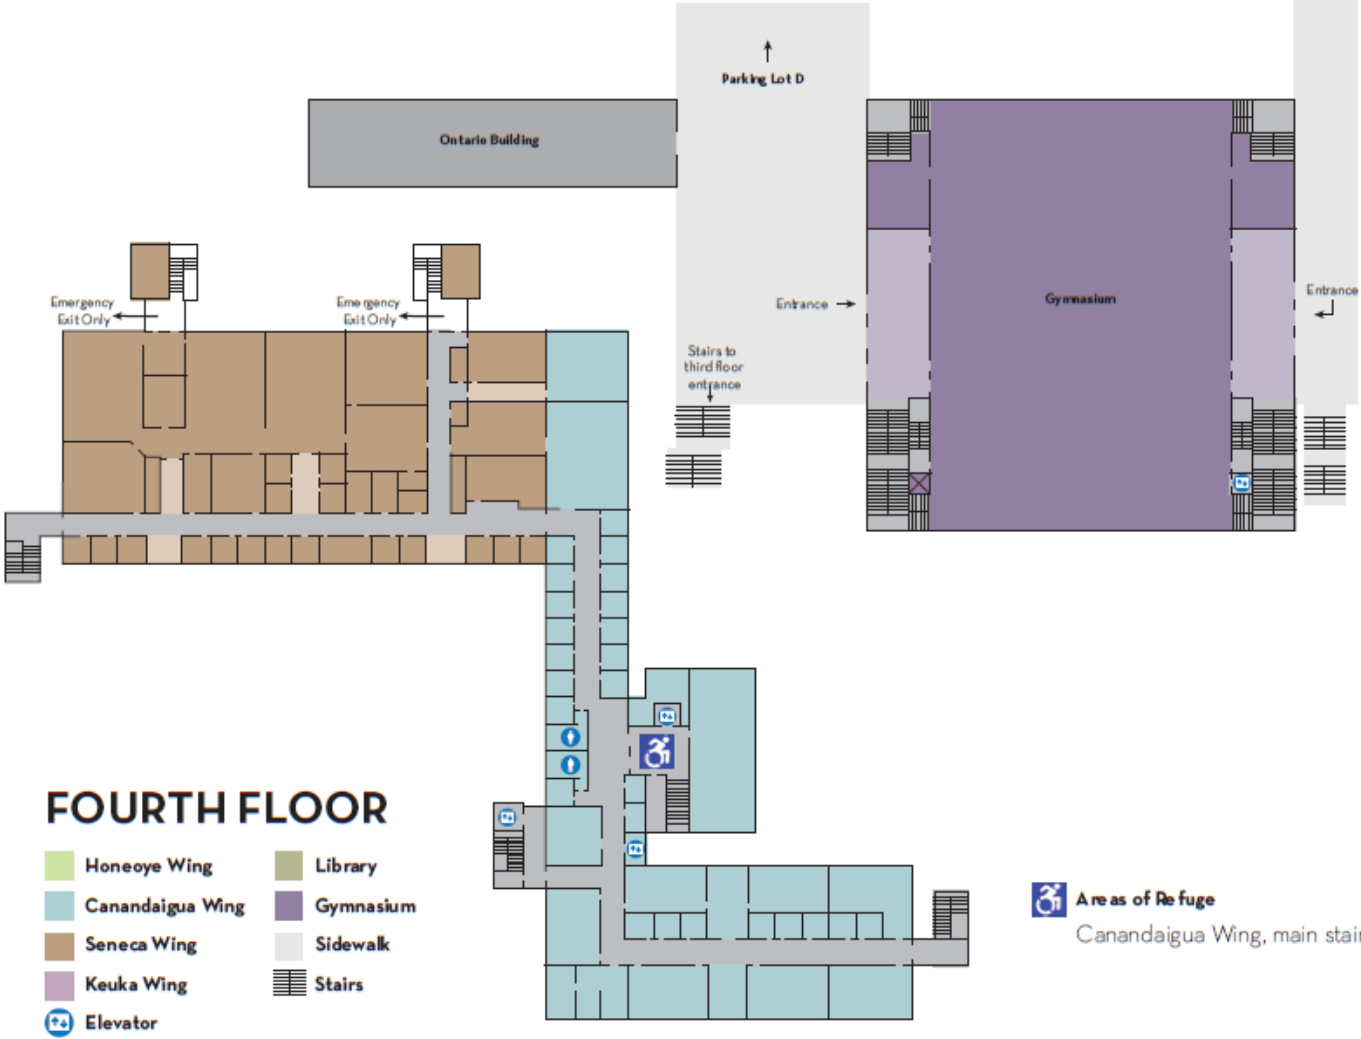 Parking Lot D
Ontario Building
Emergency
Exit Only
Emergency
Exit Only
Entrance
Gymnasium
Entrance
Stairs to
third floor
entrance
FOURTH FLOOR
Honeoye Wing
Library
Canandaigua Wing
Gymnasium
Seneca Wing
Sidewalk
Keuka Wing
Stairs
Elevator
Areas of Refuge
Canandaigua Wing, main stair